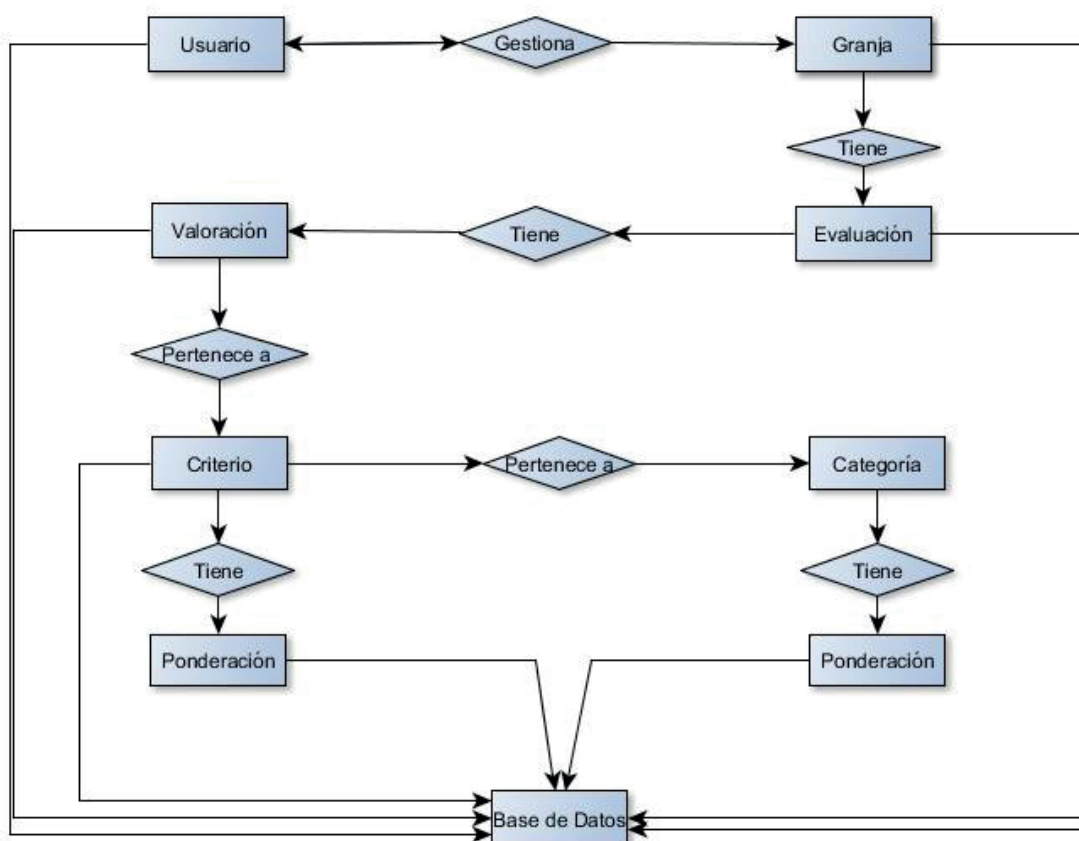 Usuario
Gestiona
Granja
Tiene
Valoración
Tiene
Evaluación
Pertenece a
Criterio
Pertenece a
Categoría
Tiene
Tiene
Ponderación
Ponderación
Base de Datos